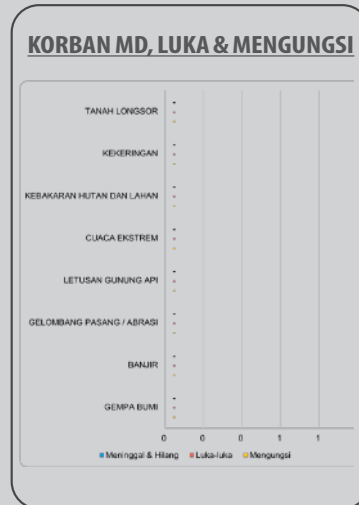 KORBAN MD, LUKA & MENGUNGSI
TANAH LONGSOR
KEKERINGAN
KEBAKARAN HUTAN DAN LAHAN
CUACA EKSTREM
LETUSAN GUNUNG API
GELOMBANG PASANG / ABRASI
BANJIR
GEMPA BUMI
0 0 0 1 1
Meninggal & Hilang Luka-luka Mengungsi